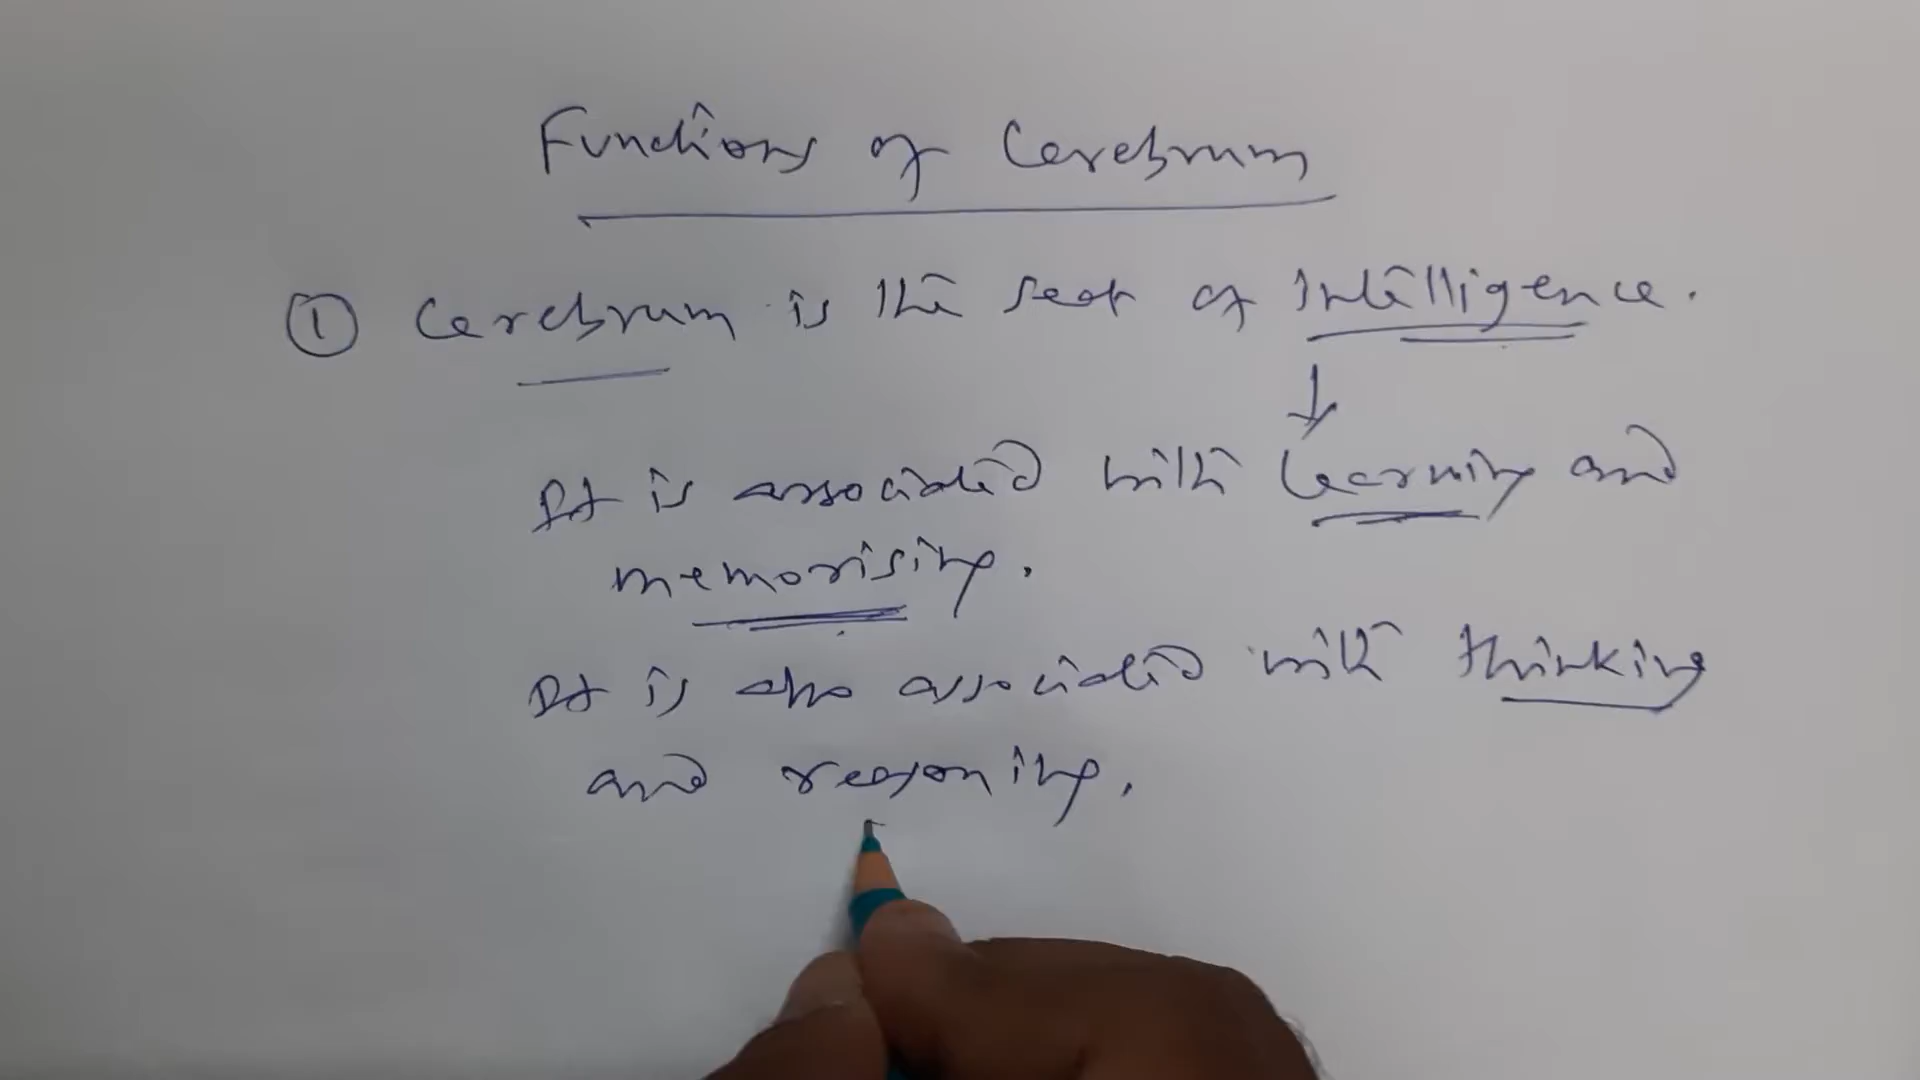 Functions of Cerebrum
① Cerebrum is the seat of intelligence.
It is associated with learning and
memorising.
It is also associated with thinking
and reasoning.